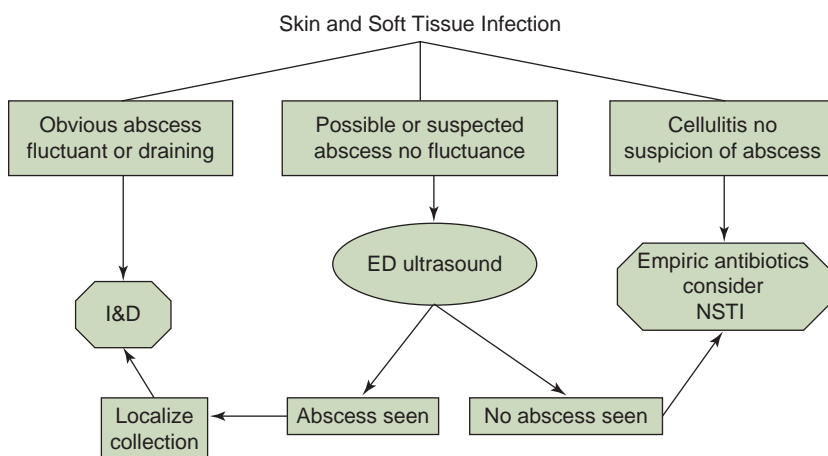 Skin and Soft Tissue Infection
Obvious abscess
fluctuant or draining
Possible or suspected
abscess no fluctuance
Cellulitis no
suspicion of abscess
ED ultrasound
Empiric antibiotics
consider
NSTI
I&D
Localize
collection
Abscess seen
No abscess seen